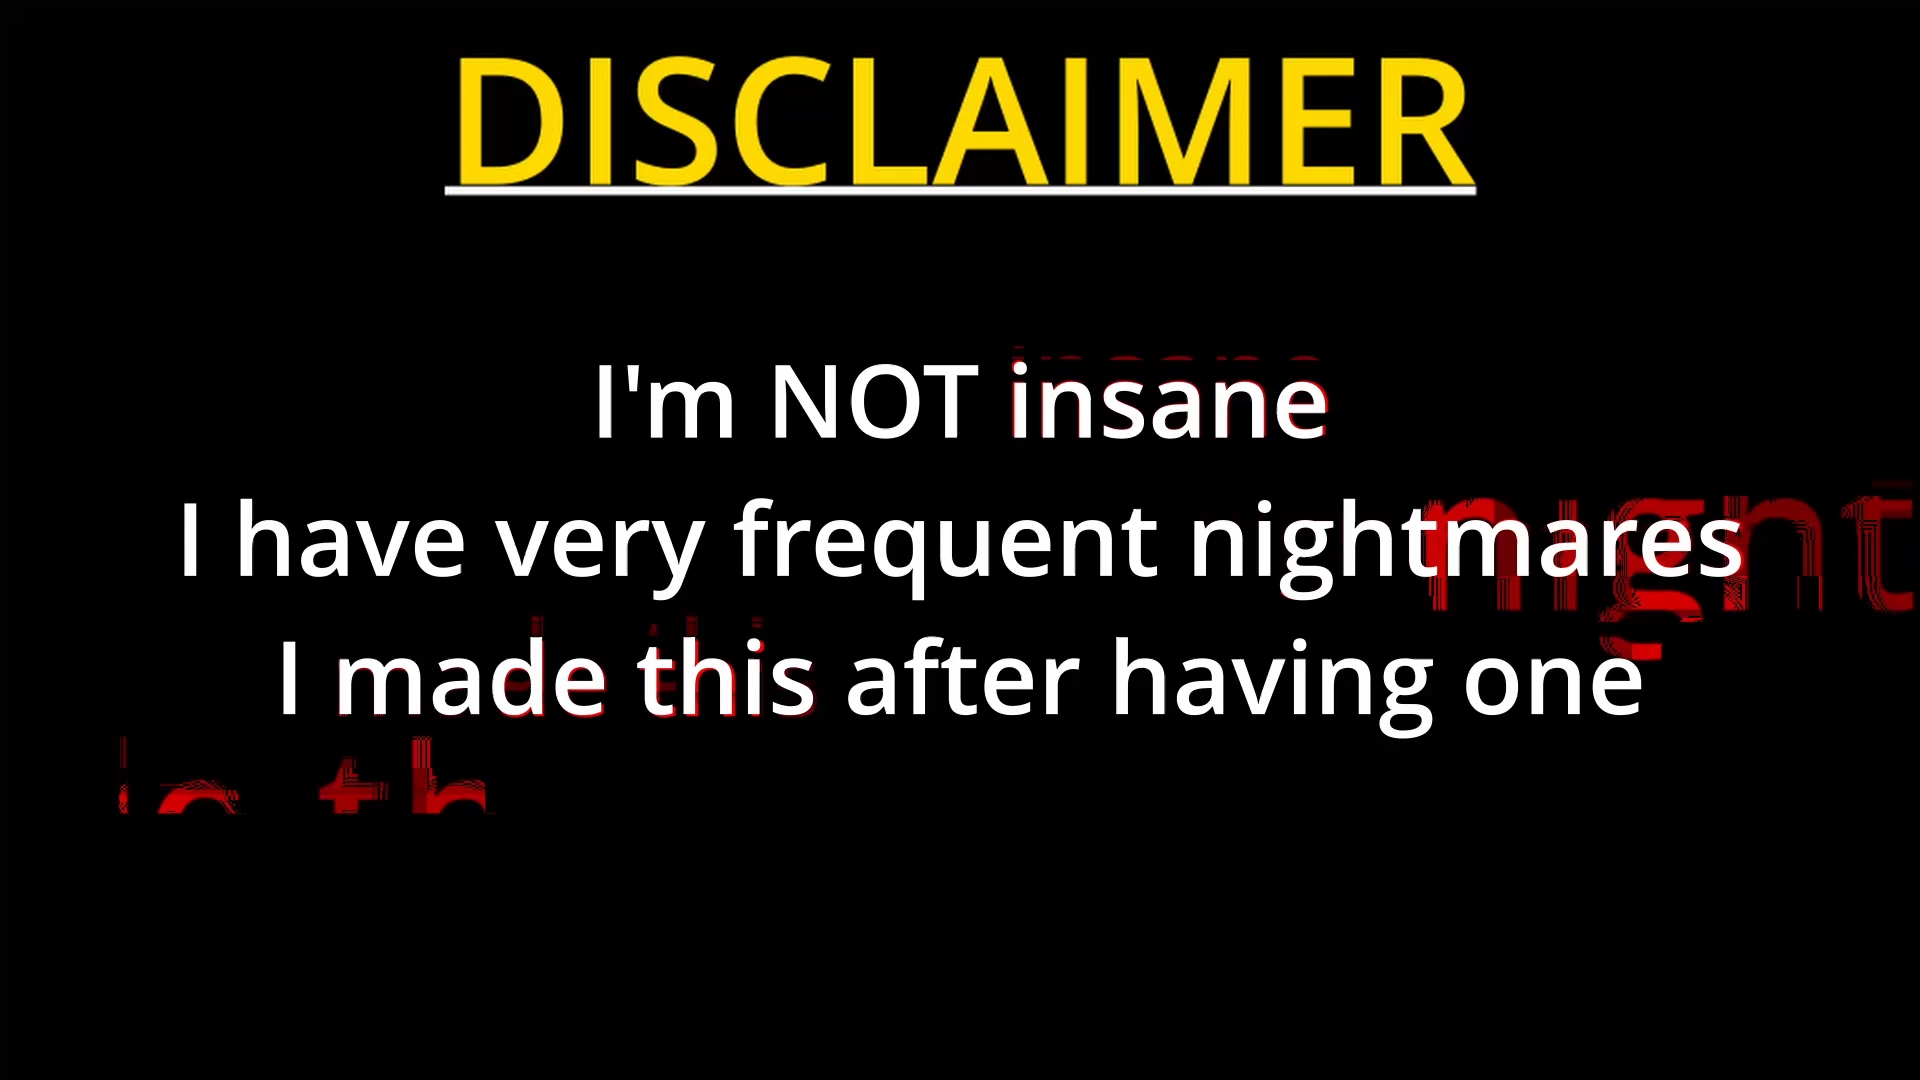 DISCLAIMER
I'm NOT insane
I have very frequent nightmares
I made this after having one